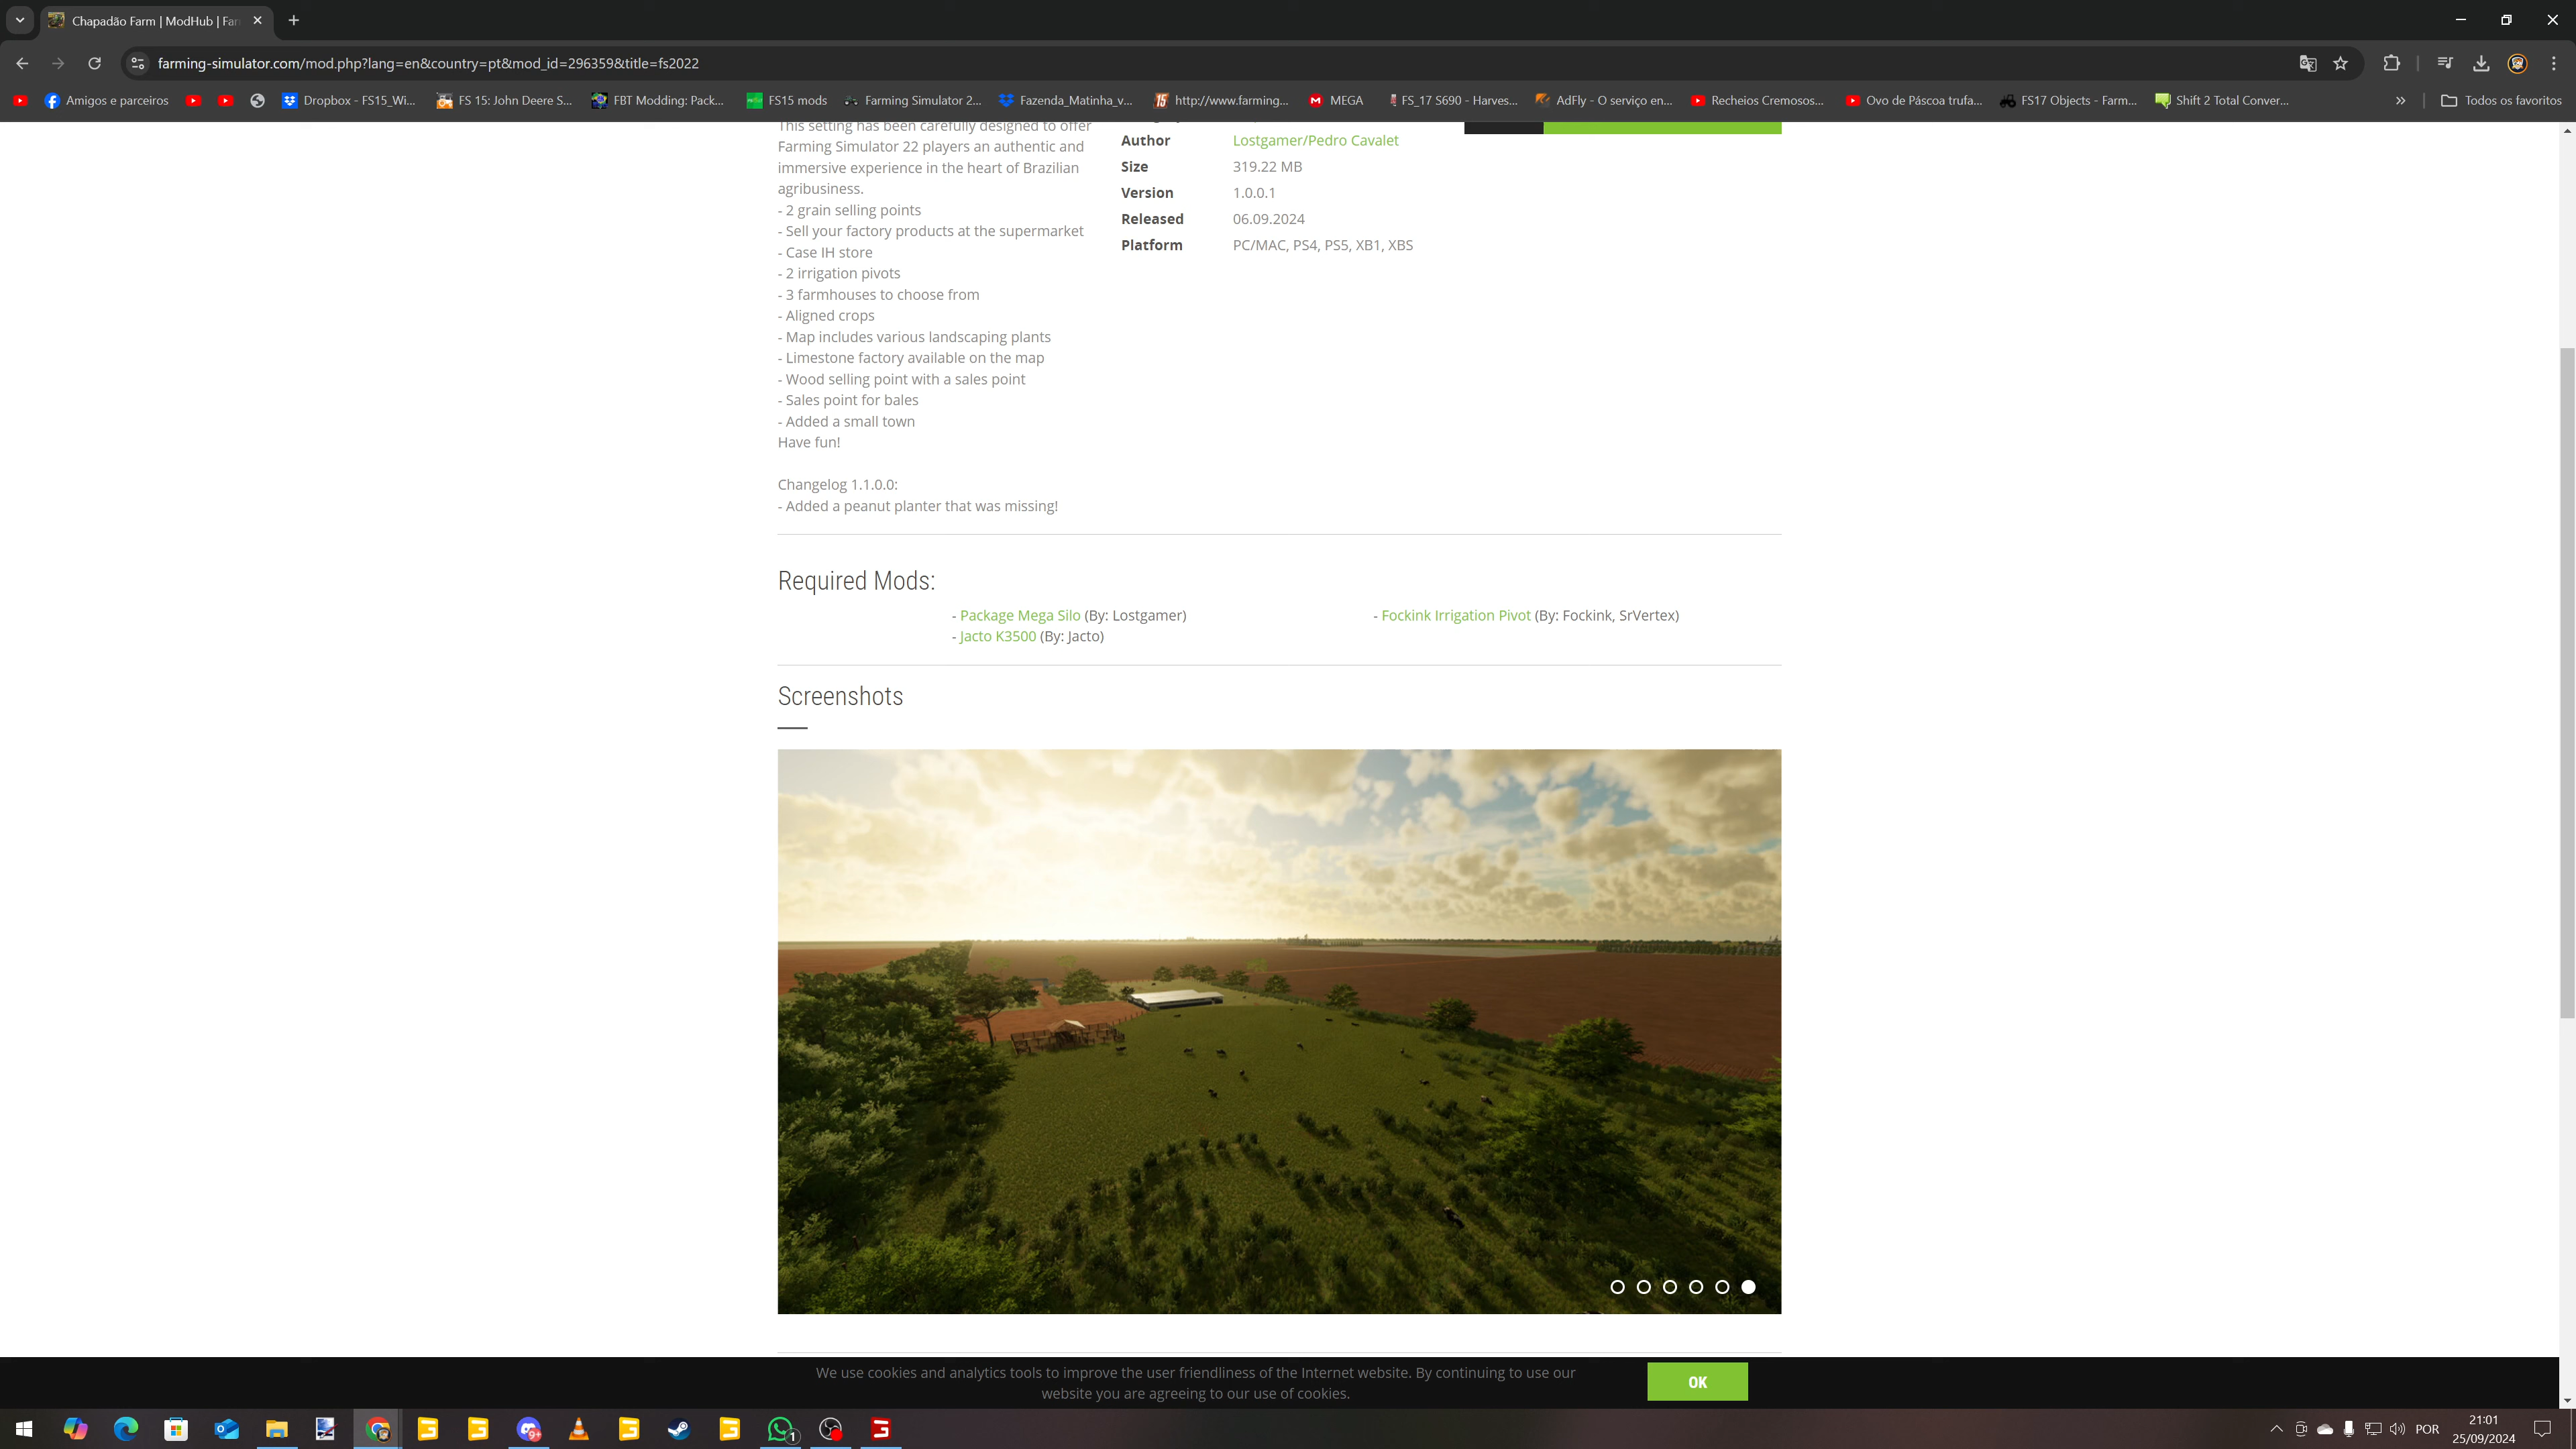 Chapadão Farm | ModHub | Far
farming-simulator.com/mod.php?lang=en&country=pt&mod_id=296359&title=fs2022
Amigos e parceiros
Dropbox - FS15_Wi...
FS 15: John Deere S...
FBT Modding: Pack...
FS15 mods
Farming Simulator 2...
Fazenda_Matinha_v...
http://www.farming...
MEGA
FS_17 S690 - Harves...
AdFly - O serviço en...
Recheios Cremosos...
Ovo de Páscoa trufa...
FS17 Objects - Farm...
Shift 2 Total Conver...
Todos os favoritos
This setting has been carefully designed to offer
Farming Simulator 22 players an authentic and
immersive experience in the heart of Brazilian
agribusiness.
- 2 grain selling points
- Sell your factory products at the supermarket
- Case IH store
- 2 irrigation pivots
- 3 farmhouses to choose from
- Aligned crops
- Map includes various landscaping plants
- Limestone factory available on the map
- Wood selling point with a sales point
- Sales point for bales
- Added a small town
Have fun!
Changelog 1.1.0.0:
- Added a peanut planter that was missing!
Author Lostgamer/Pedro Cavalet
Size 319.22 MB
Version 1.0.0.1
Released 06.09.2024
Platform PC/MAC, PS4, PS5, XB1, XBS
Required Mods:
- Package Mega Silo (By: Lostgamer)
- Fockink Irrigation Pivot (By: Fockink, SrVertex)
- Jacto K3500 (By: Jacto)
Screenshots
We use cookies and analytics tools to improve the user friendliness of the Internet website. By continuing to use our
website you are agreeing to our use of cookies.
OK
POR
21:01
25/09/2024